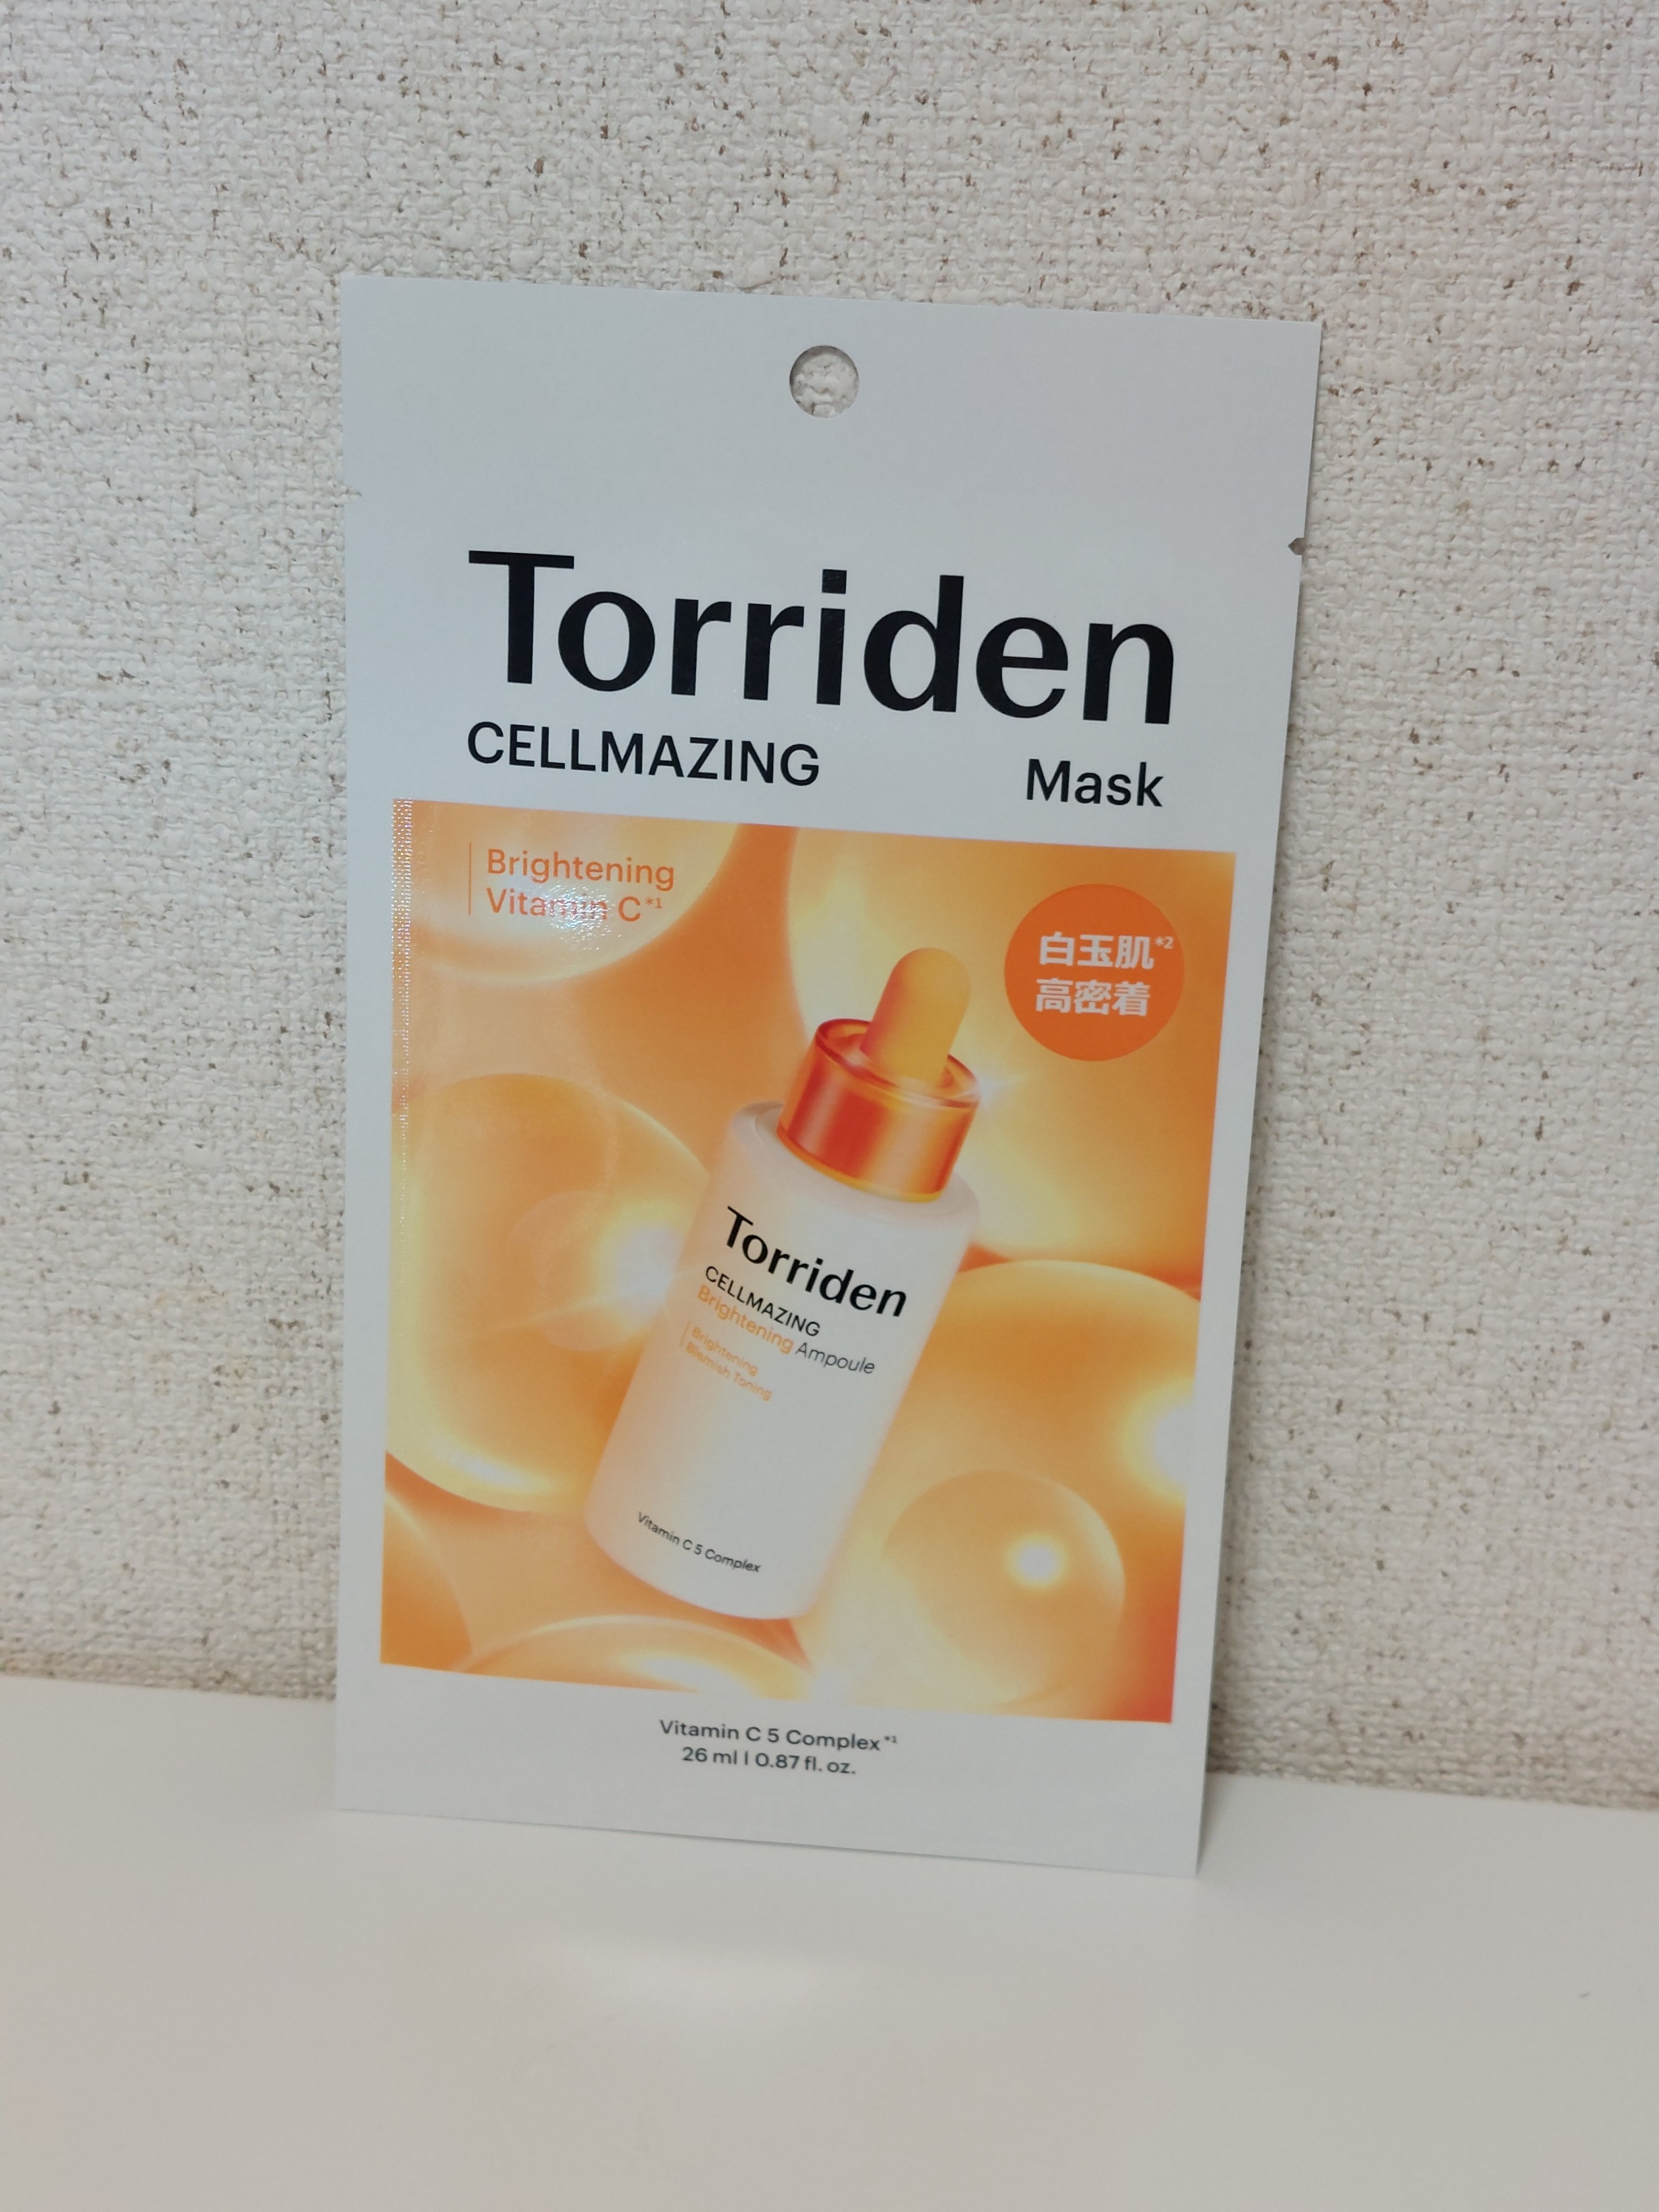 Torriden
CELLMAZING Mask
Brightening
Vitamin C*1
白玉肌*2
高密着
Torriden
CELLMAZING
Brightening Ampoule
Brightening
Blemish Toning
Vitamin C 5 Complex
Vitamin C 5 Complex*1
26 ml | 0.87 fl. oz.